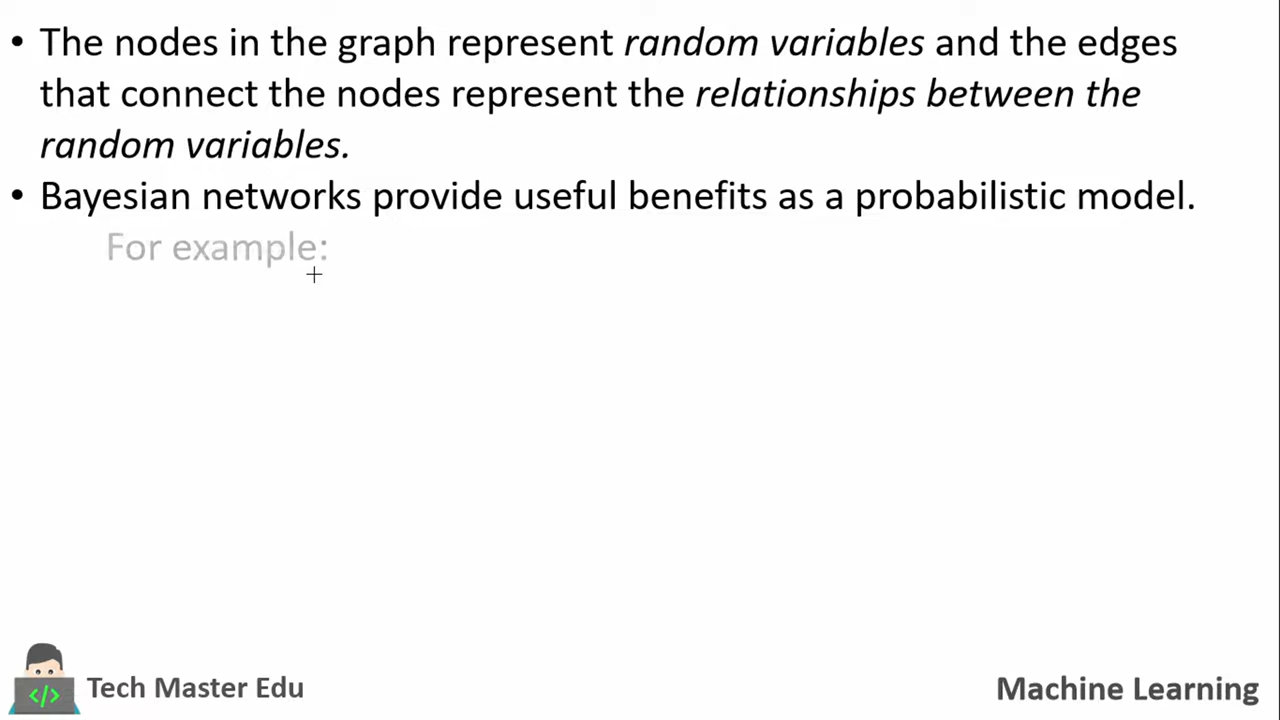 • The nodes in the graph represent random variables and the edges
that connect the nodes represent the relationships between the
random variables.
• Bayesian networks provide useful benefits as a probabilistic model.
For example:
</>
Tech Master Edu
Machine Learning